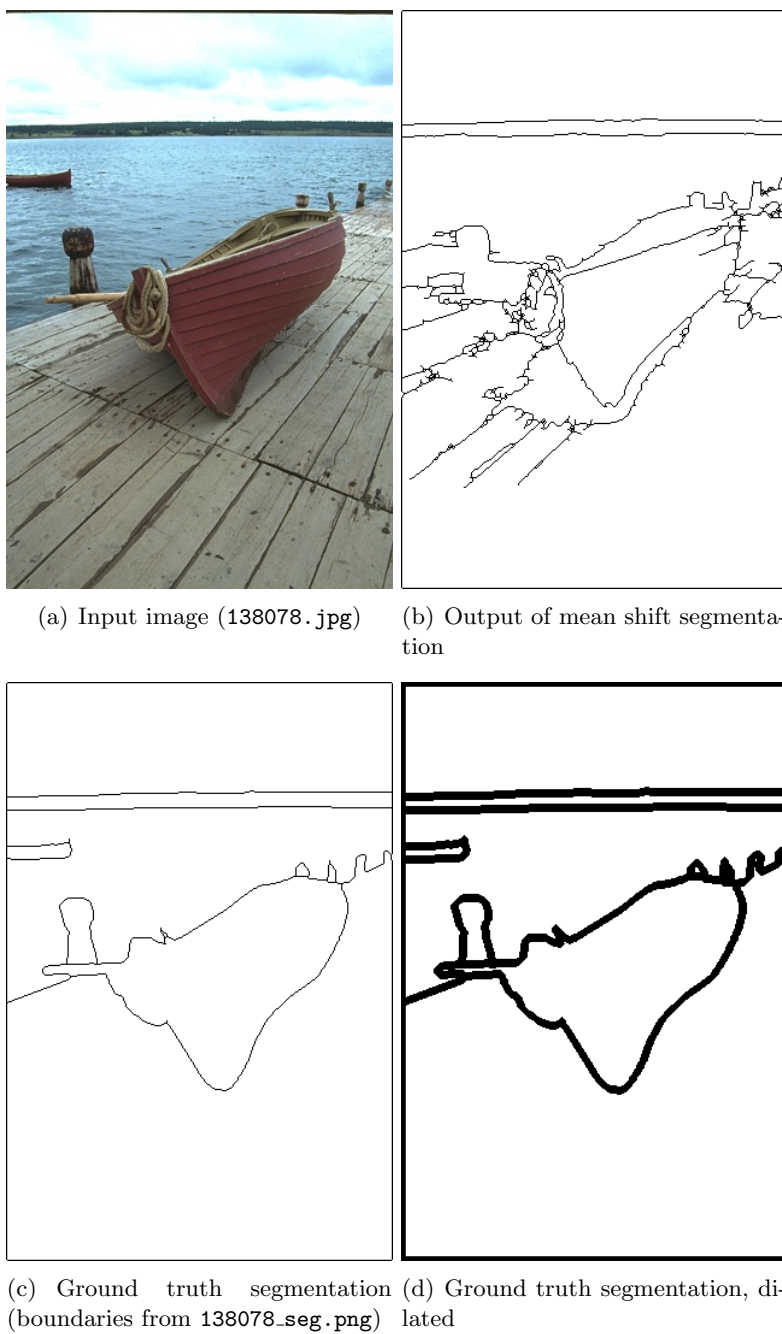 (a) Input image (138078.jpg)
(b) Output of mean shift segmenta-
tion
(c) Ground truth segmentation
(boundaries from 138078_seg.png)
(d) Ground truth segmentation, di-
lated